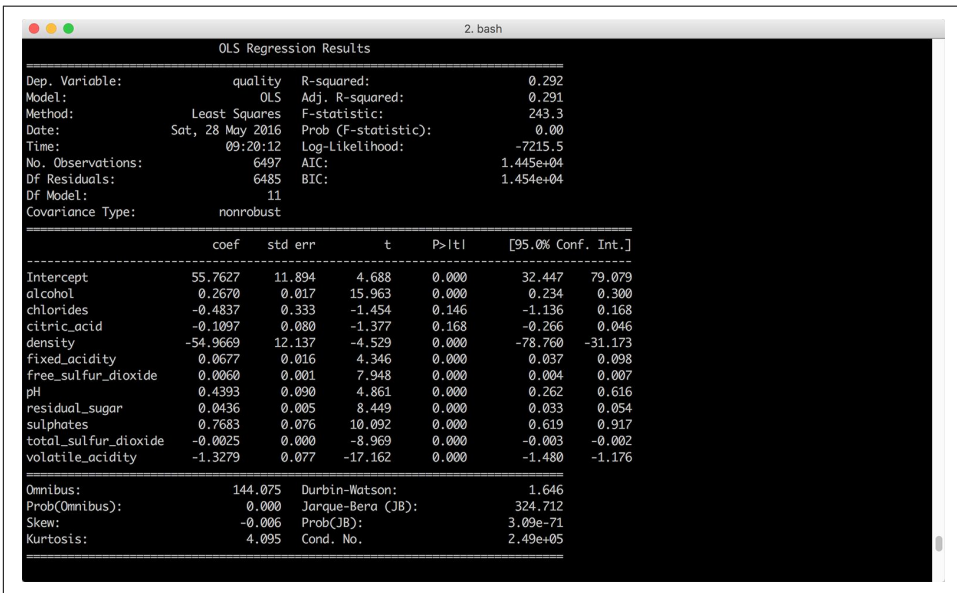 2. bash
OLS Regression Results
Dep. Variable: quality R-squared: 0.292
Model: OLS Adj. R-squared: 0.291
Method: Least Squares F-statistic: 243.3
Date: Sat, 28 May 2016 Prob (F-statistic): 0.00
Time: 09:20:12 Log-Likelihood: -7215.5
No. Observations: 6497 AIC: 1.445e+04
Df Residuals: 6485 BIC: 1.454e+04
Df Model: 11
Covariance Type: nonrobust
coef std err t P>|t| [95.0% Conf. Int.]
Intercept 55.7627 11.894 4.688 0.000 32.447 79.079
alcohol 0.2670 0.017 15.963 0.000 0.234 0.300
chlorides -0.4837 0.333 -1.454 0.146 -1.136 0.168
citric_acid -0.1097 0.080 -1.377 0.168 -0.266 0.046
density -54.9669 12.137 -4.529 0.000 -78.760 -31.173
fixed_acidity 0.0677 0.016 4.346 0.000 0.037 0.098
free_sulfur_dioxide 0.0060 0.001 7.948 0.000 0.004 0.007
pH 0.4393 0.090 4.861 0.000 0.262 0.616
residual_sugar 0.0436 0.005 8.449 0.000 0.033 0.054
sulphates 0.7683 0.076 10.092 0.000 0.619 0.917
total_sulfur_dioxide -0.0025 0.000 -8.969 0.000 -0.003 -0.002
volatile_acidity -1.3279 0.077 -17.162 0.000 -1.480 -1.176
Omnibus: 144.075 Durbin-Watson: 1.646
Prob(Omnibus): 0.000 Jarque-Bera (JB): 324.712
Skew: -0.006 Prob(JB): 3.09e-71
Kurtosis: 4.095 Cond. No. 2.49e+05